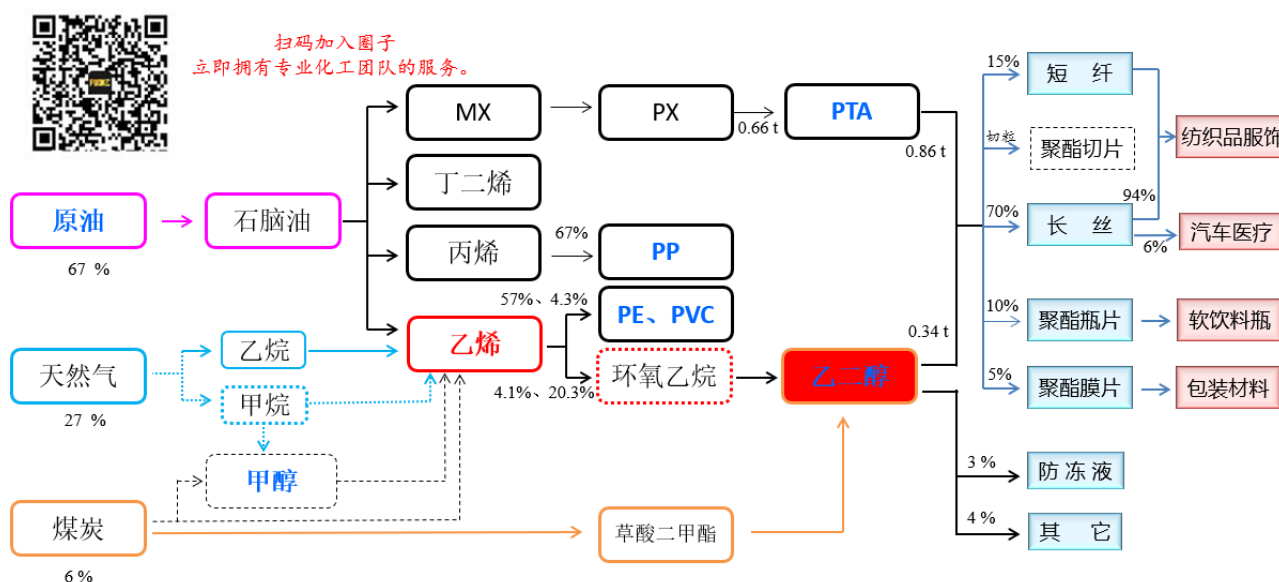 扫码加入圈子
立即拥有专业化工团队的服务。
MX
PX
0.66 t
PTA
0.86 t
15%
短 纤
切粒
聚酯切片
纺织品服饰
丁二烯
原油
67 %
石脑油
70%
长 丝
94%
6%
汽车医疗
丙烯
67%
PP
57%、4.3%
PE、PVC
10%
聚酯瓶片
软饮料瓶
0.34 t
天然气
27 %
乙烷
甲烷
乙烯
4.1%、20.3%
环氧乙烷
乙二醇
5%
聚酯膜片
包装材料
甲醇
3 %
防 冻 液
煤炭
6 %
草酸二甲酯
4 %
其 它